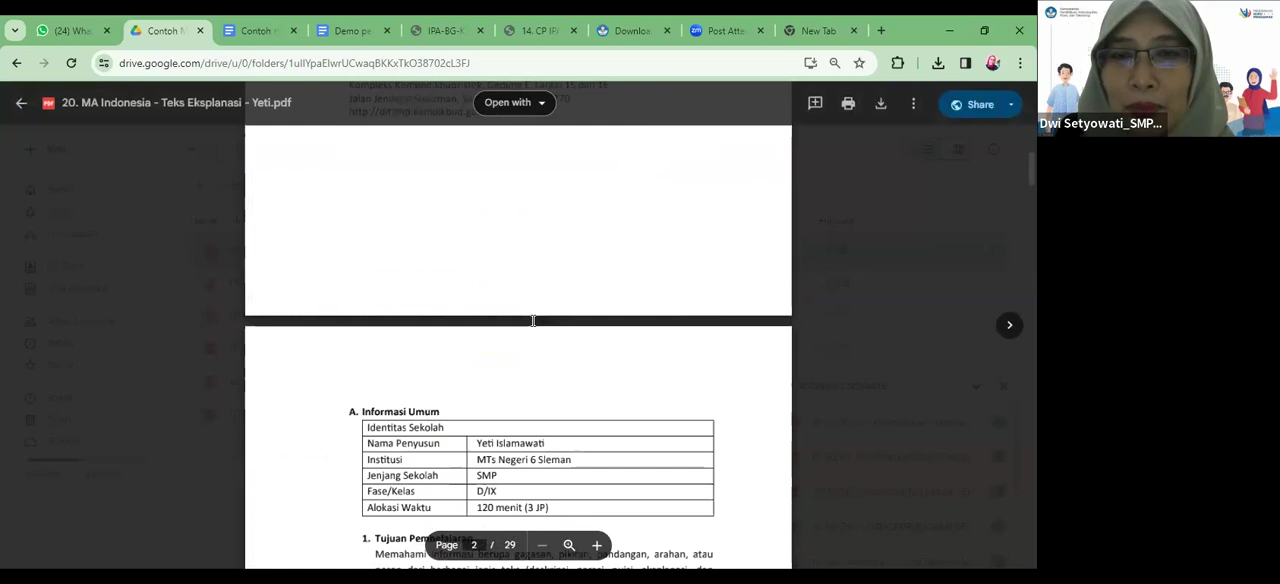 (24) Wha
Contoh M
Contoh r
Demo pe
IPA-BG-K
14. CP IPA
Downloa
Post Atte
New Tab
drive.google.com/drive/u/0/folders/1uIlYpaElwrUCwaqBKKxTkO38702cL3FJ
20. MA Indonesia - Teks Eksplanasi - Yeti.pdf
Open with
Share
Dwi Setyowati_SMP...
A. Informasi Umum
Identitas Sekolah
Nama Penyusun Yeti Islamawati
Institusi MTs Negeri 6 Sleman
Jenjang Sekolah SMP
Fase/Kelas D/IX
Alokasi Waktu 120 menit (3 JP)
1. Tujuan Pembelajaran
Page 2 / 29
Memahami informasi berupa gagasan, pikiran, pandangan, arahan, atau